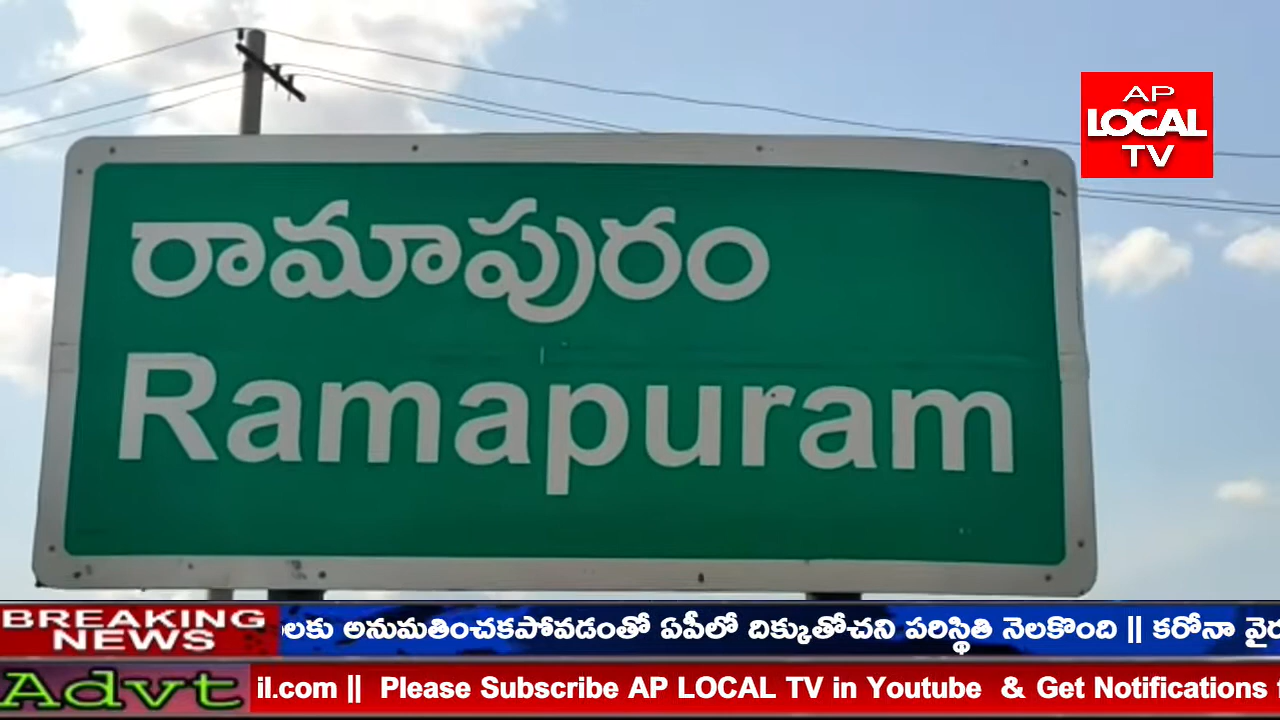 AP
LOCAL
TV
రామాపురం
Ramapuram
BREAKING
NEWS
అనుమతించకపోవడంతో ఏపీలో దిక్కుతోచని పరిస్థితి నెలకొంది || కరోనా
Advt
il.com || Please Subscribe AP LOCAL TV in Youtube & Get Notifications